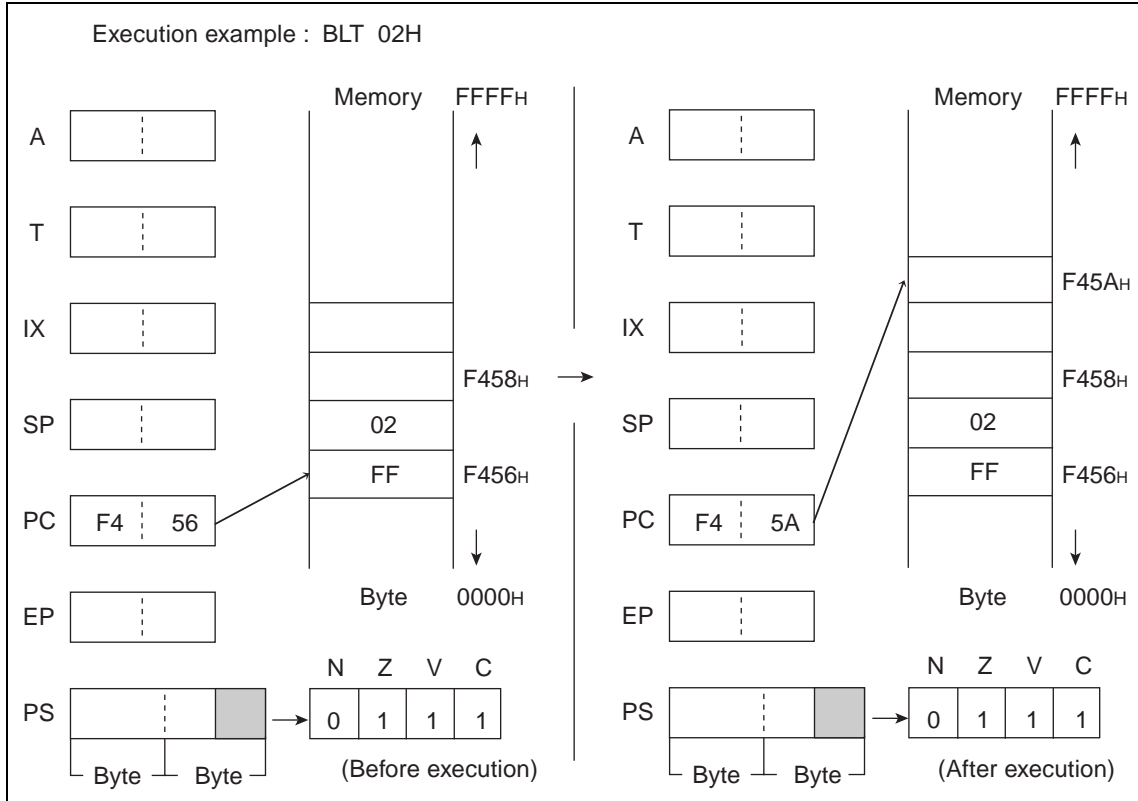 Execution example : BLT 02H
Memory FFFFH
A
T
IX
F458H
SP
02
FF F456H
PC F4 56
Byte 0000H
EP
N Z V C
PS
0 1 1 1
Byte Byte
(Before execution)
Memory FFFFH
A
T
F45AH
IX
F458H
SP
02
FF F456H
PC F4 5A
Byte 0000H
EP
N Z V C
PS
0 1 1 1
Byte Byte
(After execution)